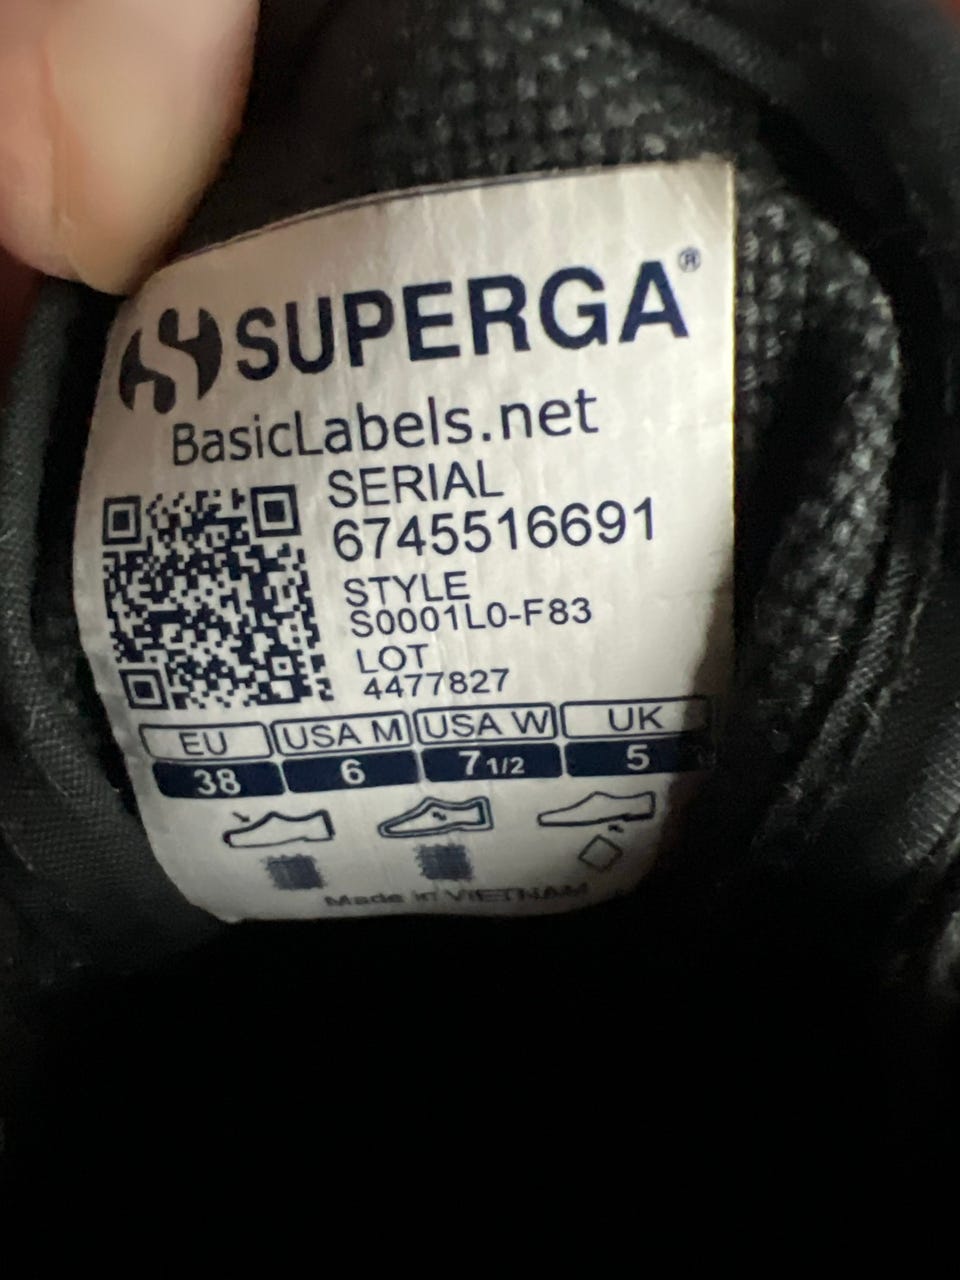 SUPERGA®
BasicLabels.net
SERIAL
6745516691
STYLE
S0001L0-F83
LOT
4477827
EU USA M USA W UK
38 6 7 1/2 5
Made in VIETNAM